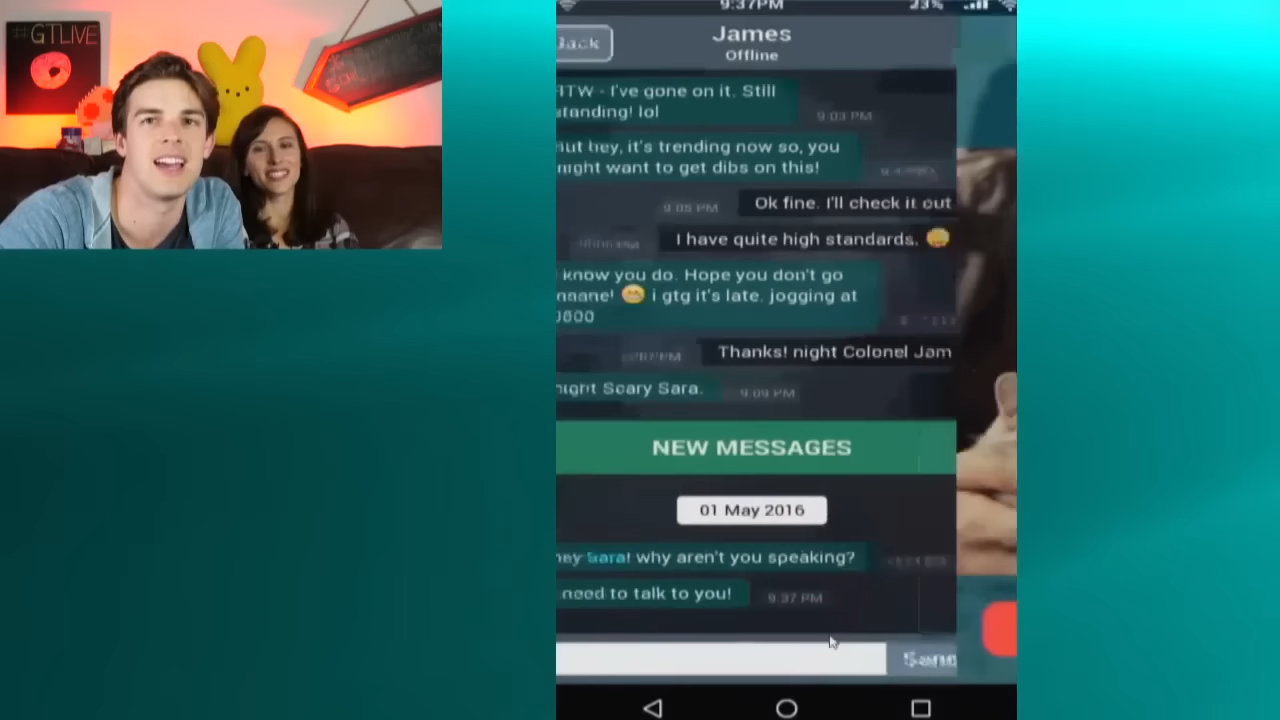 #GTLIVE
9:37PM
23%
James
Offline
I've gone on it. Still
lol
9:03 PM
hey, it's trending now so, you
might want to get dibs on this!
Ok fine. I'll check it out
9:05 PM
I have quite high standards.
know you do. Hope you don't go
i gtg it's late. jogging at
Thanks! night Colonel Jam
night Scary Sara.
9:09 PM
NEW MESSAGES
01 May 2016
hey Sara! why aren't you speaking?
need to talk to you!
9:37 PM